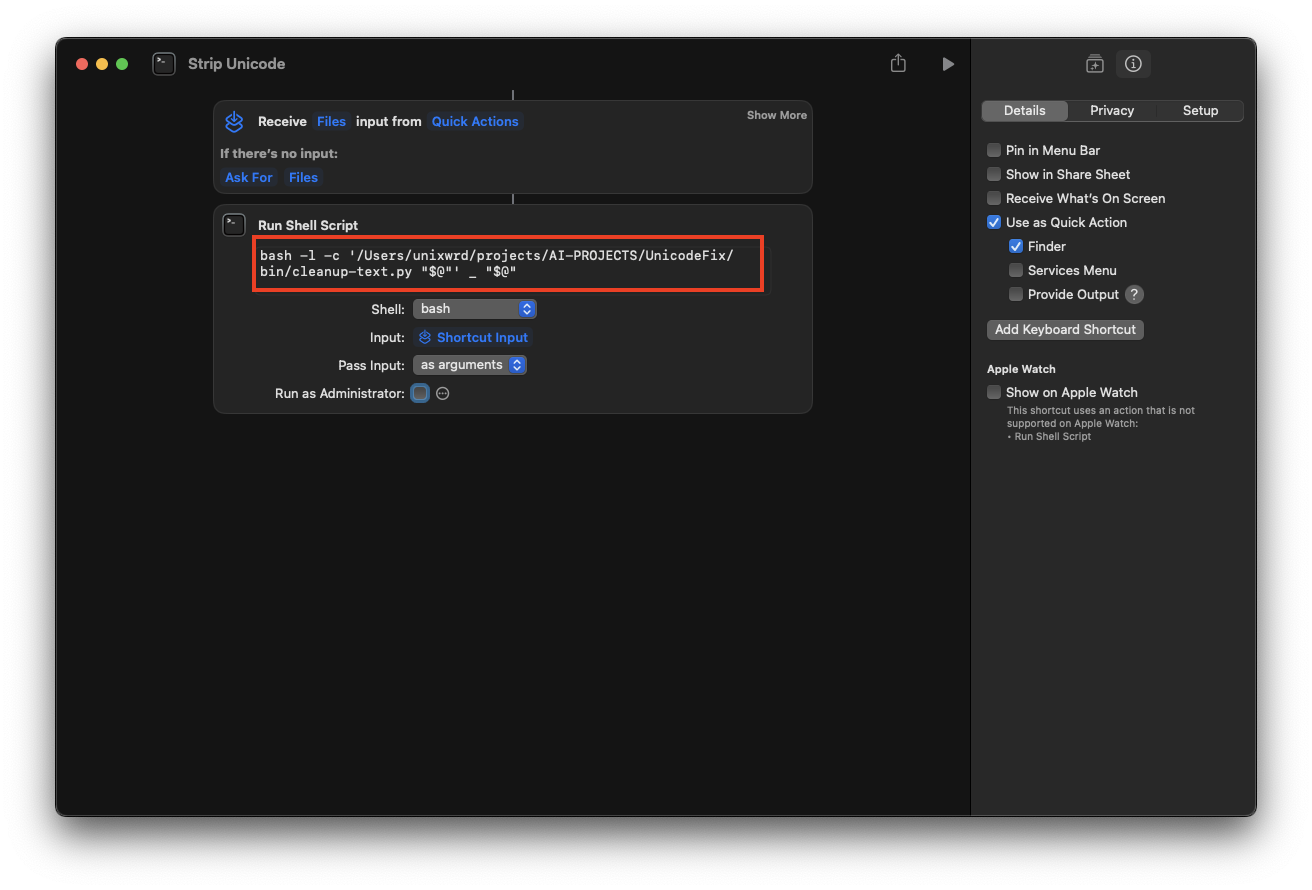 Strip Unicode
Receive Files input from Quick Actions
Show More
If there's no input:
Ask For Files
Run Shell Script
bash -l -c '/Users/unixwrd/projects/AI-PROJECTS/UnicodeFix/
bin/cleanup-text.py "$@"' _ "$@"
Shell: bash
Input: Shortcut Input
Pass Input: as arguments
Run as Administrator:
Details Privacy Setup
Pin in Menu Bar
Show in Share Sheet
Receive What's On Screen
Use as Quick Action
Finder
Services Menu
Provide Output ?
Add Keyboard Shortcut
Apple Watch
Show on Apple Watch
This shortcut uses an action that is not
supported on Apple Watch:
• Run Shell Script